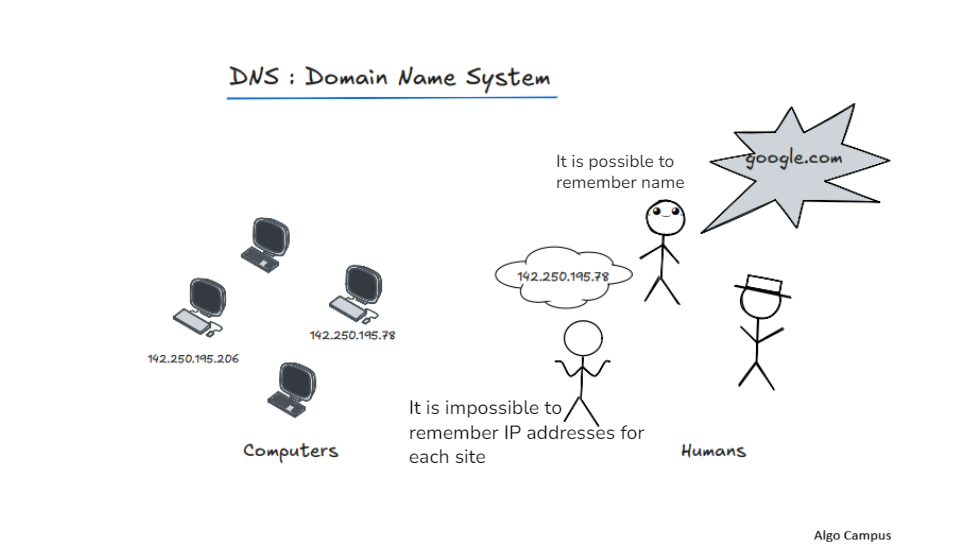 DNS : Domain Name System
google.com
It is possible to
remember name
142.250.195.78
142.250.195.78
142.250.195.206
It is impossible to
remember IP addresses for
each site
Computers
Humans
Algo Campus